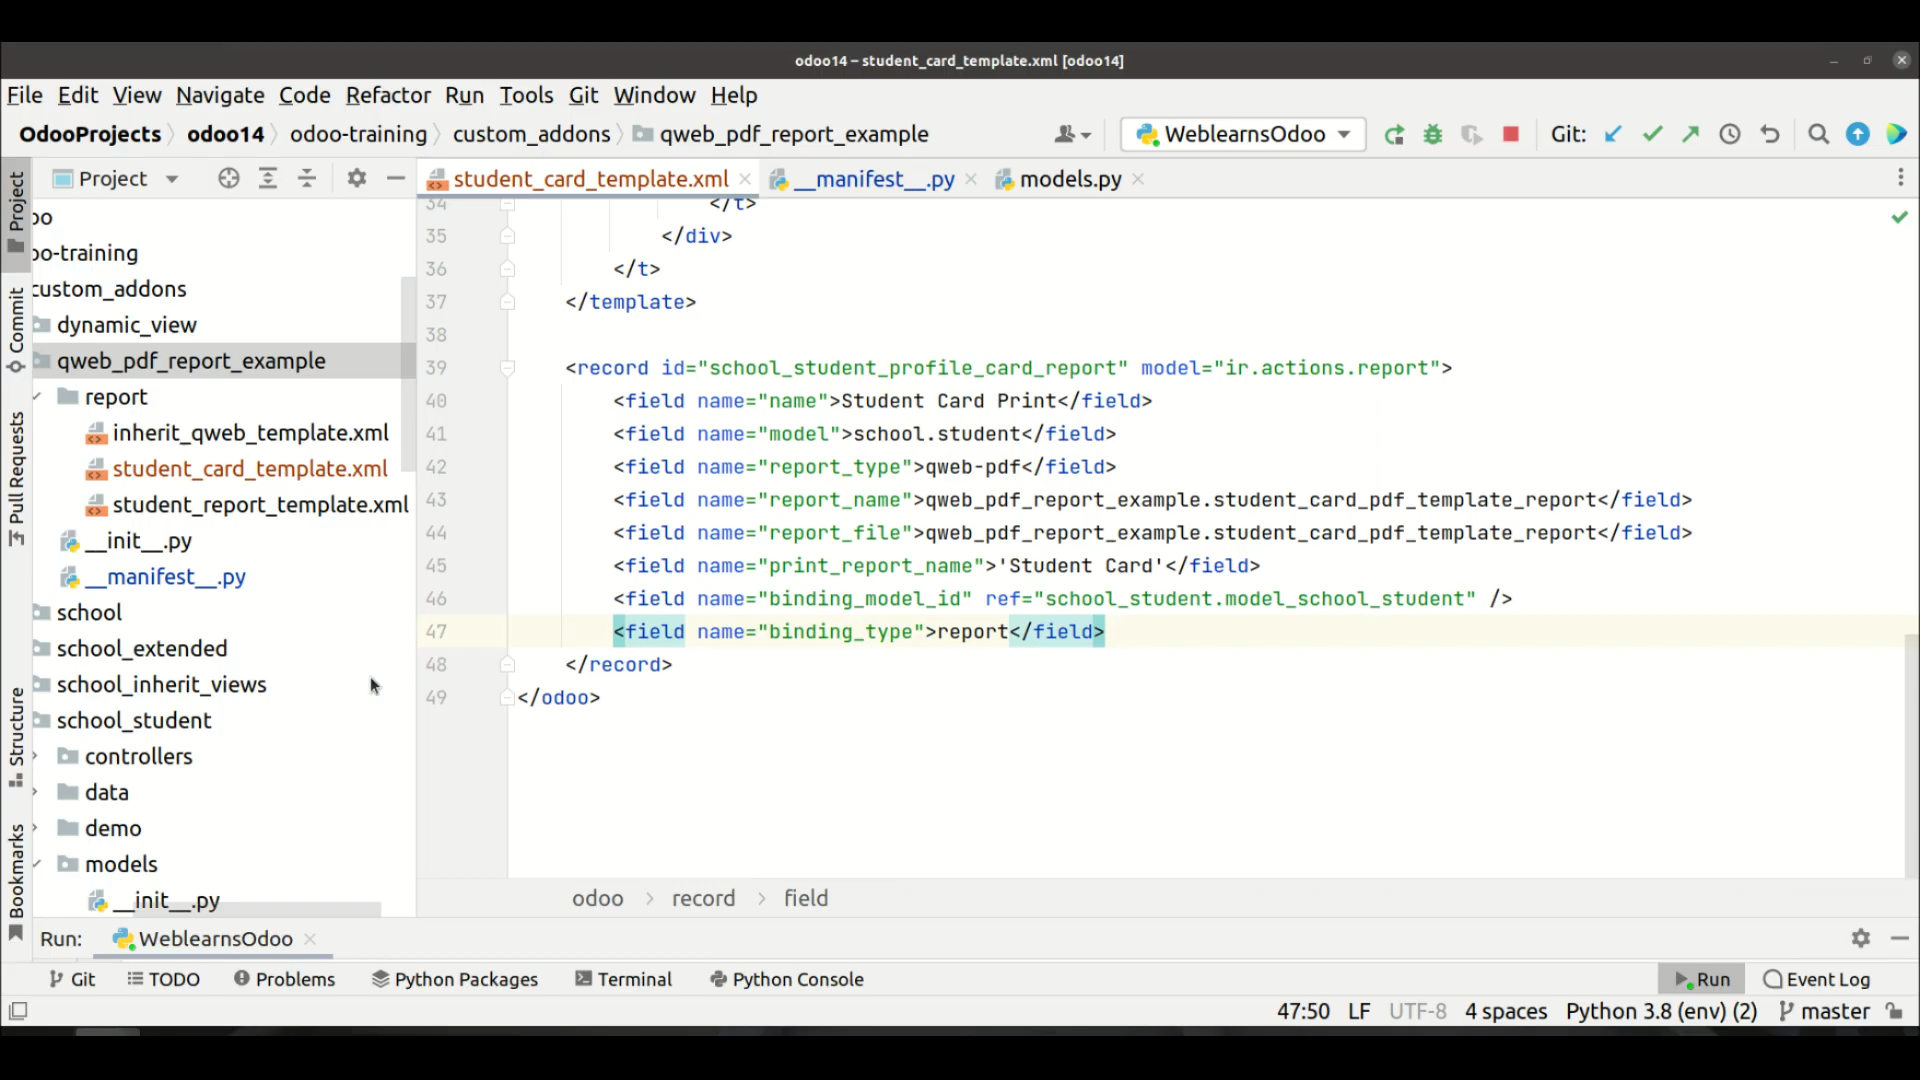 odoo14 – student_card_template.xml [odoo14]
File Edit View Navigate Code Refactor Run Tools Git Window Help
OdooProjects odoo14 odoo-training custom_addons qweb_pdf_report_example WeblearnsOdoo Git:
Project student_card_template.xml __manifest__.py models.py
Project
Commit
Pull Requests
Structure
Bookmarks
oo
oo-training
custom_addons
dynamic_view
qweb_pdf_report_example
report
inherit_qweb_template.xml
student_card_template.xml
student_report_template.xml
__init__.py
__manifest__.py
school
school_extended
school_inherit_views
school_student
controllers
data
demo
models
__init__.py
34 </t>
35 </div>
36 </t>
37 </template>
38
39 <record id="school_student_profile_card_report" model="ir.actions.report">
40 <field name="name">Student Card Print</field>
41 <field name="model">school.student</field>
42 <field name="report_type">qweb-pdf</field>
43 <field name="report_name">qweb_pdf_report_example.student_card_pdf_template_report</field>
44 <field name="report_file">qweb_pdf_report_example.student_card_pdf_template_report</field>
45 <field name="print_report_name">'Student Card'</field>
46 <field name="binding_model_id" ref="school_student.model_school_student" />
47 <field name="binding_type">report</field>
48 </record>
49 </odoo>
odoo > record > field
Run: WeblearnsOdoo
Git TODO Problems Python Packages Terminal Python Console Run Event Log
47:50 LF UTF-8 4 spaces Python 3.8 (env) (2) master